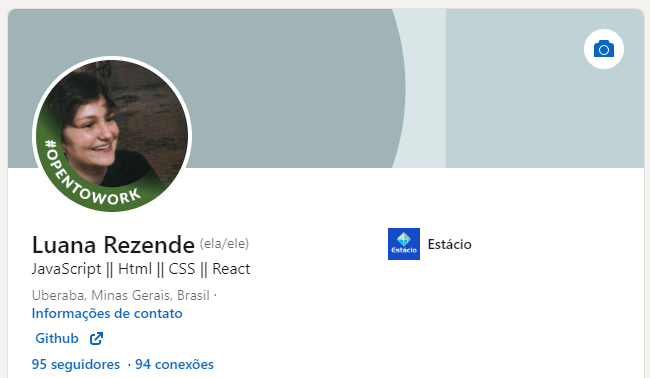 #OPENTOWORK
Luana Rezende (ela/ele)
Estácio
Estácio
JavaScript || Html || CSS || React
Uberaba, Minas Gerais, Brasil ·
Informações de contato
Github
95 seguidores · 94 conexões